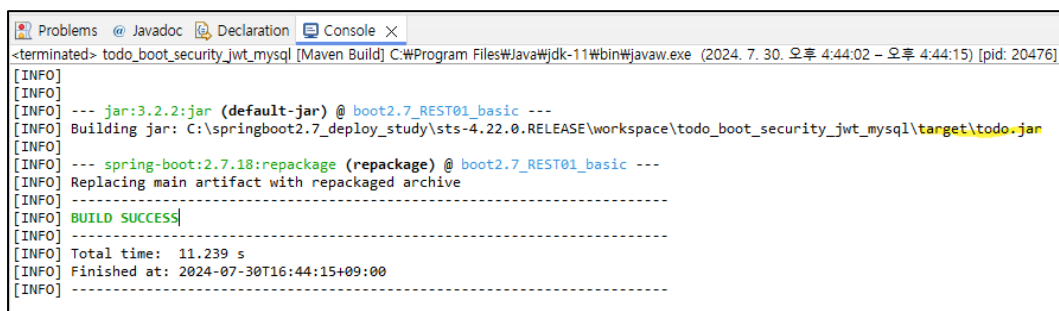 Problems @ Javadoc Declaration Console
<terminated> todo_boot_security_jwt_mysql [Maven Build] C:₩Program Files₩Java₩jdk-11₩bin₩javaw.exe (2024. 7. 30. 오후 4:44:02 – 오후 4:44:15) [pid: 20476]
[INFO]
[INFO]
[INFO] --- jar:3.2.2:jar (default-jar) @ boot2.7_REST01_basic ---
[INFO] Building jar: C:\springboot2.7_deploy_study\sts-4.22.0.RELEASE\workspace\todo_boot_security_jwt_mysql\target\todo.jar
[INFO]
[INFO] --- spring-boot:2.7.18:repackage (repackage) @ boot2.7_REST01_basic ---
[INFO] Replacing main artifact with repackaged archive
[INFO] ------------------------------------------------------------------------
[INFO] BUILD SUCCESS
[INFO] ------------------------------------------------------------------------
[INFO] Total time:  11.239 s
[INFO] Finished at: 2024-07-30T16:44:15+09:00
[INFO] ------------------------------------------------------------------------